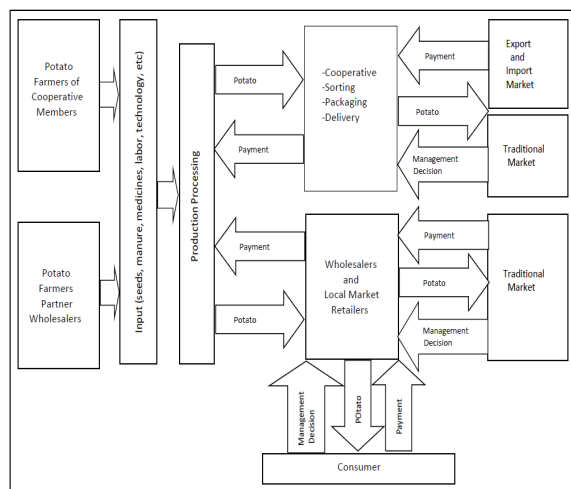 Potato
Farmers of
Cooperative
Members
Potato
Farmers
Partner
Wholesalers
Input (seeds, manure, medicines, labor, technology, etc)
Production Processing
Potato
Payment
Payment
Potato
-Cooperative
-Sorting
-Packaging
-Delivery
Wholesalers
and
Local Market
Retailers
Payment
Potato
Management
Decision
Payment
Potato
Management
Decision
Export
and
Import
Market
Traditional
Market
Traditional
Market
Management
Decision
POtato
Payment
Consumer